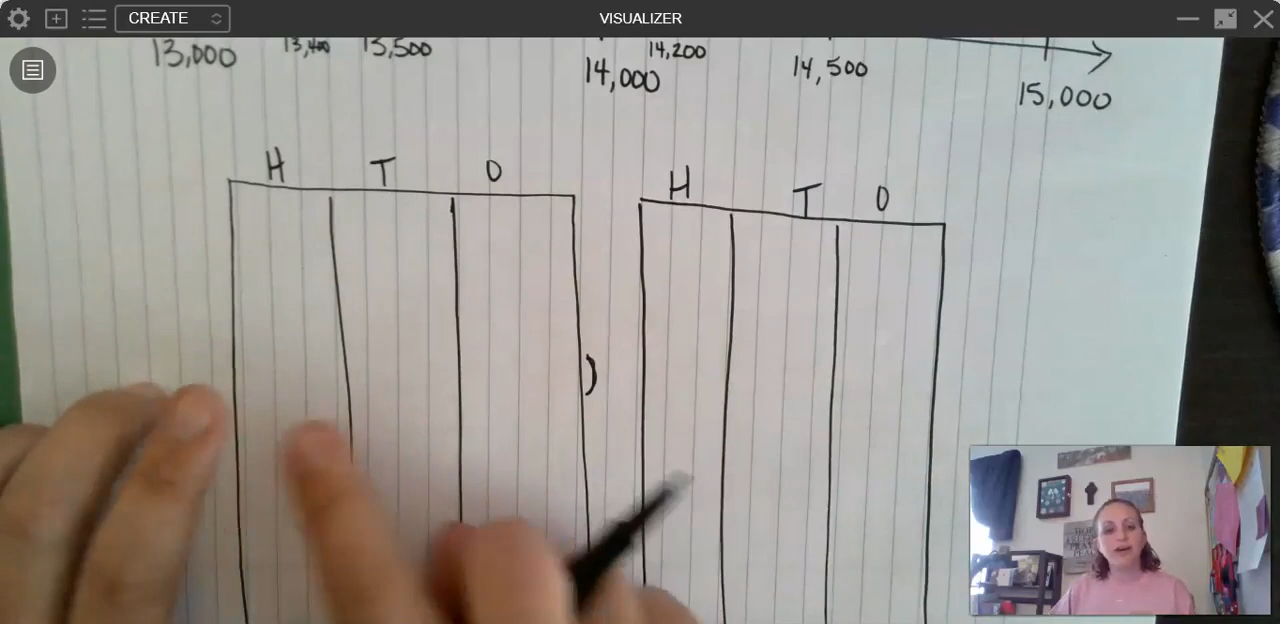 CREATE
VISUALIZER
13,000 13,400 13,500 14,000 14,200 14,500 15,000
H T O
H T O
)